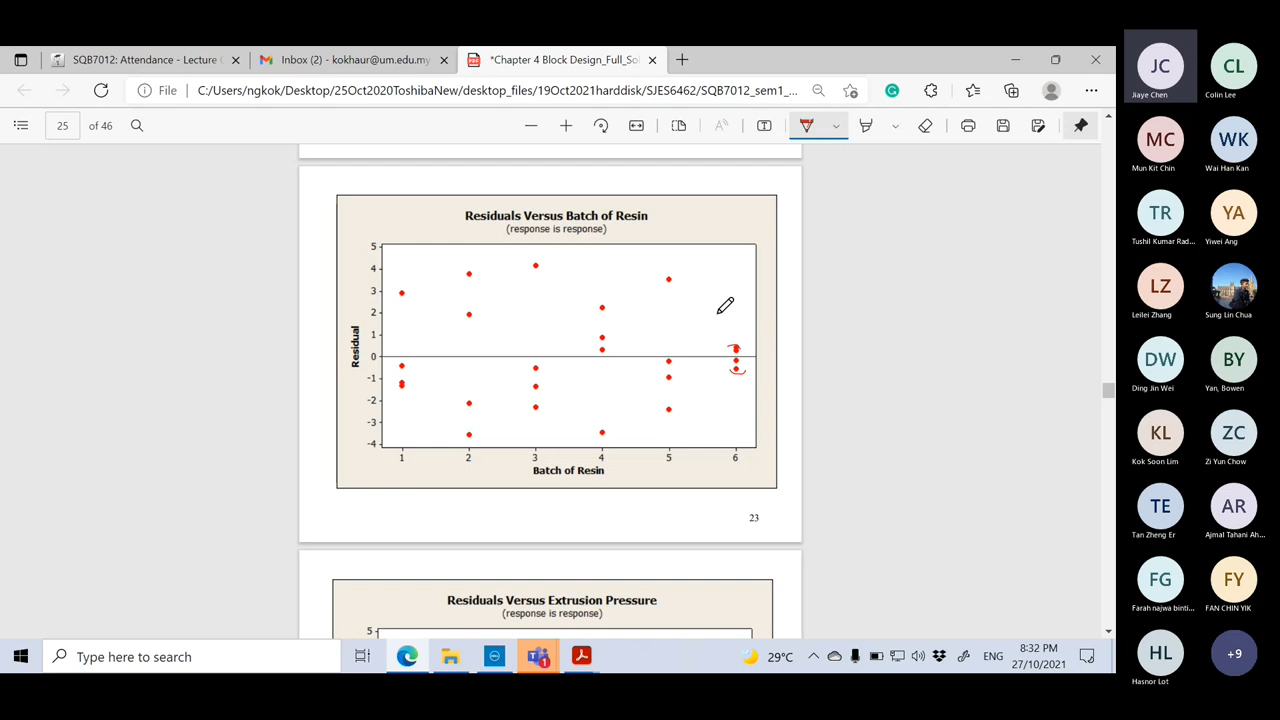 SQB7012: Attendance - Lecture C
Inbox (2) - kokhaur@um.edu.my
*Chapter 4 Block Design_Full_So
File
C:/Users/ngkok/Desktop/25Oct2020ToshibaNew/desktop_files/19Oct2021harddisk/SJES6462/SQB7012_sem1_...
25 of 46
Residuals Versus Batch of Resin
(response is response)
5
4
3
2
1
0
-1
-2
-3
-4
Residual
1 2 3 4 5 6
Batch of Resin
23
Residuals Versus Extrusion Pressure
(response is response)
5
Type here to search
1
29°C
ENG
8:32 PM
27/10/2021
JC
Jiaye Chen
CL
Colin Lee
MC
Mun Kit Chin
WK
Wai Han Kan
TR
Tushil Kumar Rad...
YA
Yiwei Ang
LZ
Leilei Zhang
Sung Lin Chua
DW
Ding Jin Wei
BY
Yan, Bowen
KL
Kok Soon Lim
ZC
Zi Yun Chow
TE
Tan Zheng Er
AR
Ajmal Tahani Ah...
FG
Farah najwa binti...
FY
FAN CHIN YIK
HL
Hasnor Lot
+9